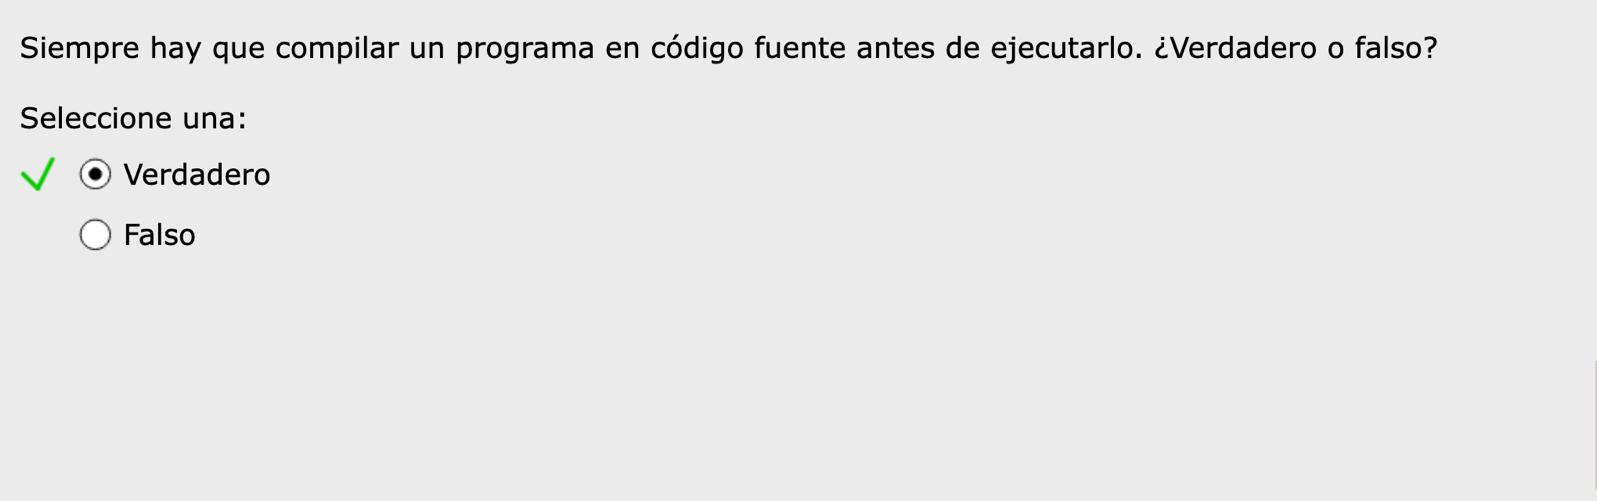 Siempre hay que compilar un programa en código fuente antes de ejecutarlo. ¿Verdadero o falso?
Seleccione una:
Verdadero
Falso